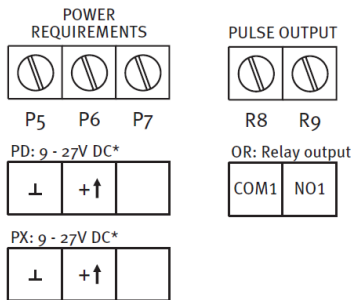 POWER
REQUIREMENTS
P5 P6 P7
PD: 9 - 27V DC*
⊥ +↑
PX: 9 - 27V DC*
⊥ +↑
PULSE OUTPUT
R8 R9
OR: Relay output
COM1 NO1